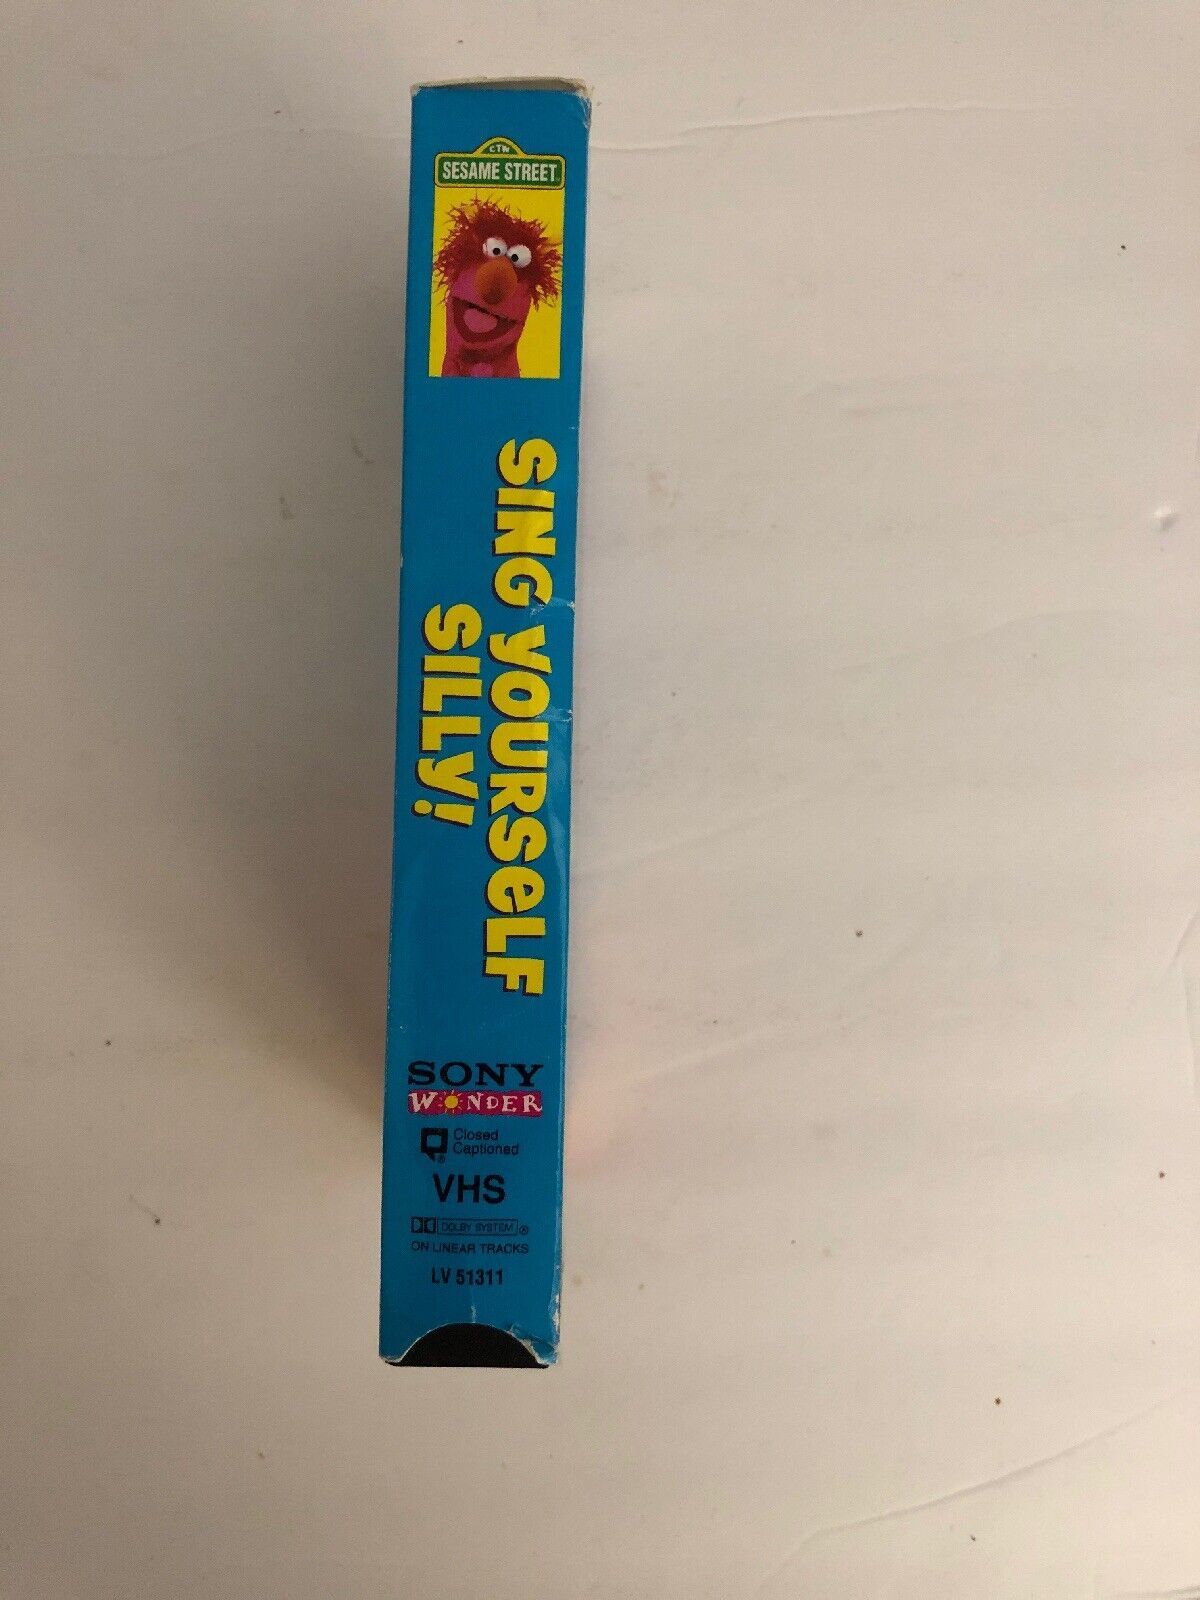 CTW
SESAME STREET
SING YOURSELF
SILLY!
SONY
WONDER
Closed
Captioned
®
VHS
DOLBY SYSTEM ®
ON LINEAR TRACKS
LV 51311